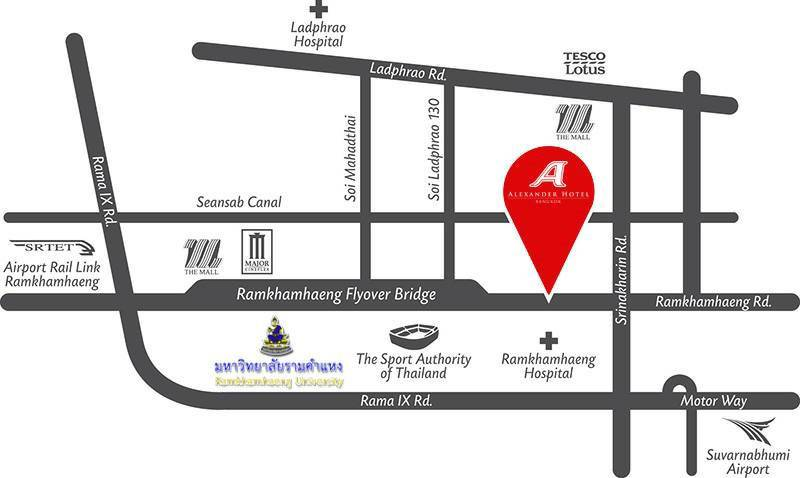 Ladphrao
Hospital
Ladphrao Rd.
TESCO
Lotus
THE MALL
Soi Mahadthai
Soi Ladphrao 130
A
ALEXANDER HOTEL
BANGKOK
Rama IX Rd.
Seansab Canal
SRTET
Airport Rail Link
Ramkhamhaeng
THE MALL
MAJOR
CINEPLEX
Srinakharin Rd.
Ramkhamhaeng Flyover Bridge
Ramkhamhaeng Rd.
มหาวิทยาลัยรามคำแหง
Ramkhamhaeng University
The Sport Authority
of Thailand
Ramkhamhaeng
Hospital
Rama IX Rd.
Motor Way
Suvarnabhumi
Airport